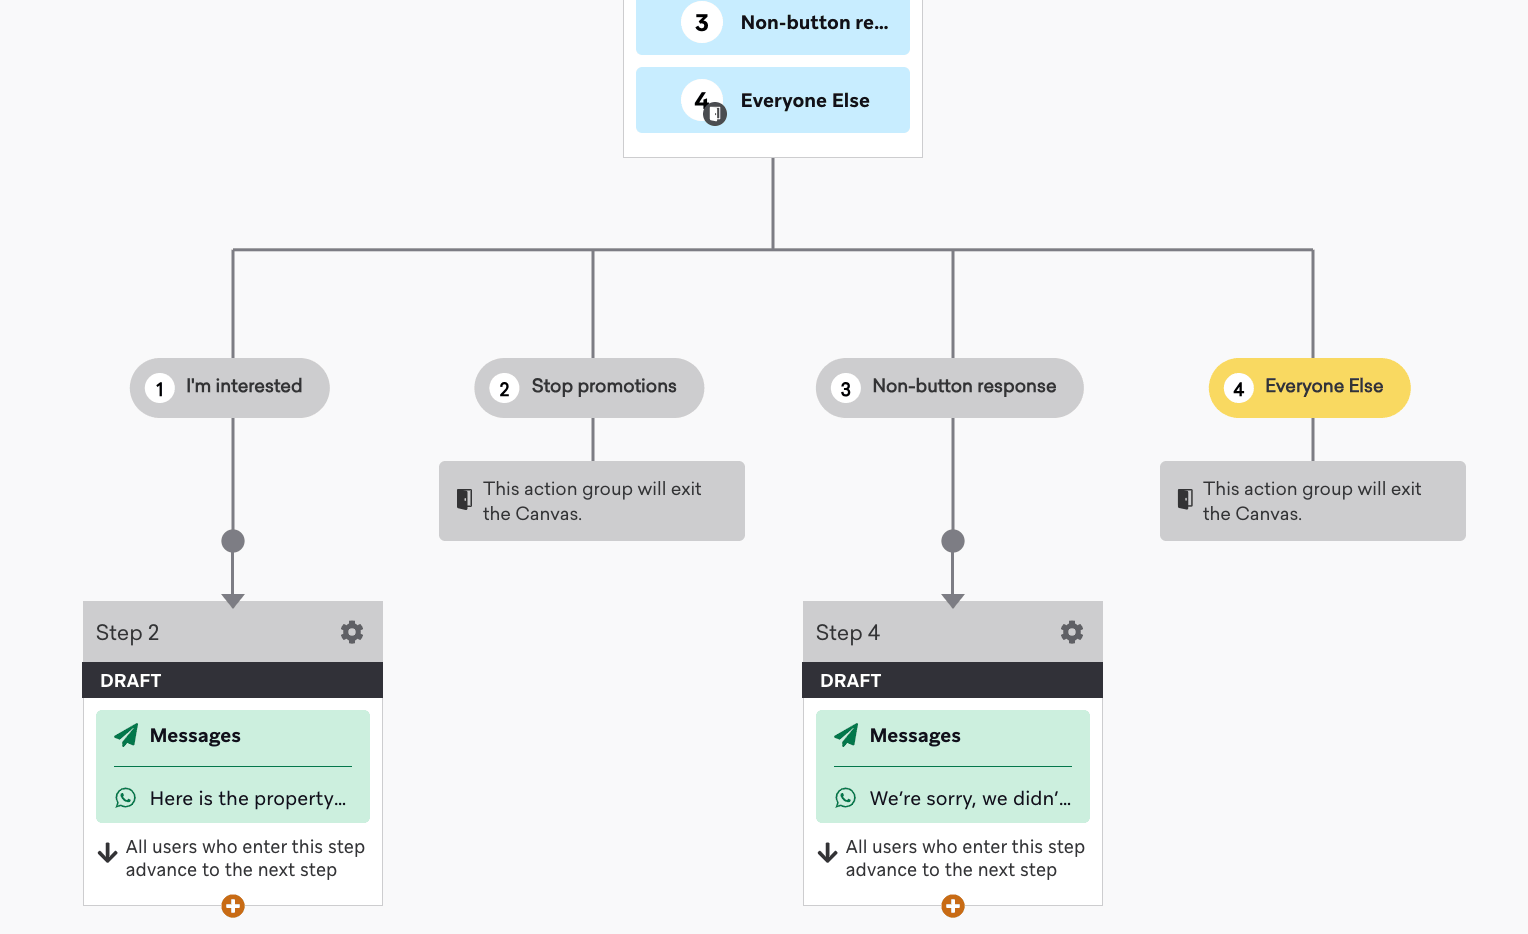 3 Non-button re...
4 Everyone Else
1 I'm interested
2 Stop promotions
3 Non-button response
4 Everyone Else
This action group will exit
the Canvas.
This action group will exit
the Canvas.
Step 2
DRAFT
Messages
Here is the property...
All users who enter this step
advance to the next step
Step 4
DRAFT
Messages
We’re sorry, we didn’...
All users who enter this step
advance to the next step